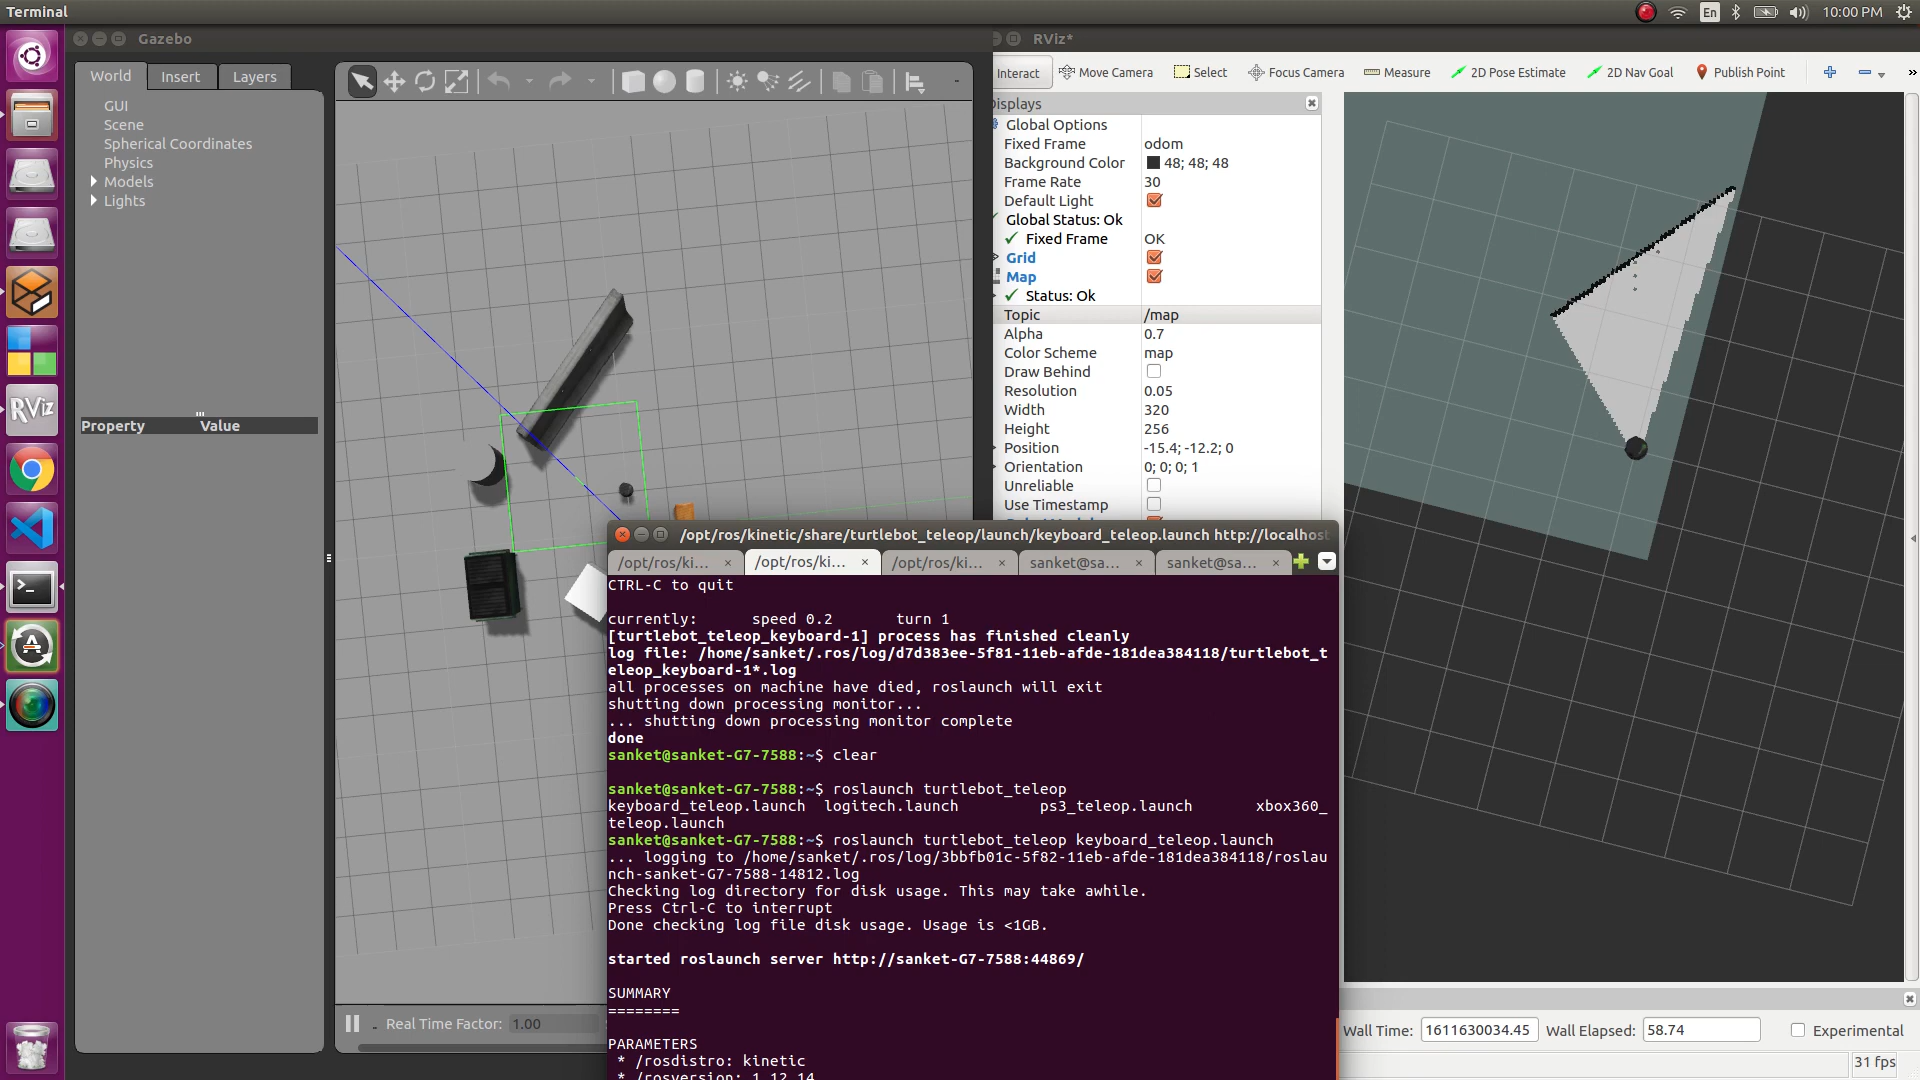 Terminal
En
10:00 PM
Gazebo
World
Insert
Layers
GUI
Scene
Spherical Coordinates
Physics
Models
Lights
Property
Value
Real Time Factor:
1.00
RViz
RViz*
Interact
Move Camera
Select
Focus Camera
Measure
2D Pose Estimate
2D Nav Goal
Publish Point
Displays
Global Options
Fixed Frame odom
Background Color 48; 48; 48
Frame Rate 30
Default Light
Global Status: Ok
Fixed Frame OK
Grid
Map
Status: Ok
Topic /map
Alpha 0.7
Color Scheme map
Draw Behind
Resolution 0.05
Width 320
Height 256
Position -15.4; -12.2; 0
Orientation 0; 0; 0; 1
Unreliable
Use Timestamp
/opt/ros/kinetic/share/turtlebot_teleop/launch/keyboard_teleop.launch http://localhost
/opt/ros/ki...
/opt/ros/ki...
/opt/ros/ki...
sanket@sa...
sanket@sa...
CTRL-C to quit
currently: speed 0.2 turn 1
[turtlebot_teleop_keyboard-1] process has finished cleanly
log file: /home/sanket/.ros/log/d7d383ee-5f81-11eb-afde-181dea384118/turtlebot_t
eleop_keyboard-1*.log
all processes on machine have died, roslaunch will exit
shutting down processing monitor...
... shutting down processing monitor complete
done
sanket@sanket-G7-7588:~$ clear
sanket@sanket-G7-7588:~$ roslaunch turtlebot_teleop
keyboard_teleop.launch logitech.launch ps3_teleop.launch xbox360_
teleop.launch
sanket@sanket-G7-7588:~$ roslaunch turtlebot_teleop keyboard_teleop.launch
... logging to /home/sanket/.ros/log/3bbfb01c-5f82-11eb-afde-181dea384118/roslau
nch-sanket-G7-7588-14812.log
Checking log directory for disk usage. This may take awhile.
Press Ctrl-C to interrupt
Done checking log file disk usage. Usage is <1GB.
started roslaunch server http://sanket-G7-7588:44869/
SUMMARY
========
PARAMETERS
* /rosdistro: kinetic
* /rosversion: 1.12.14
Wall Time:
1611630034.45
Wall Elapsed:
58.74
Experimental
31 fps